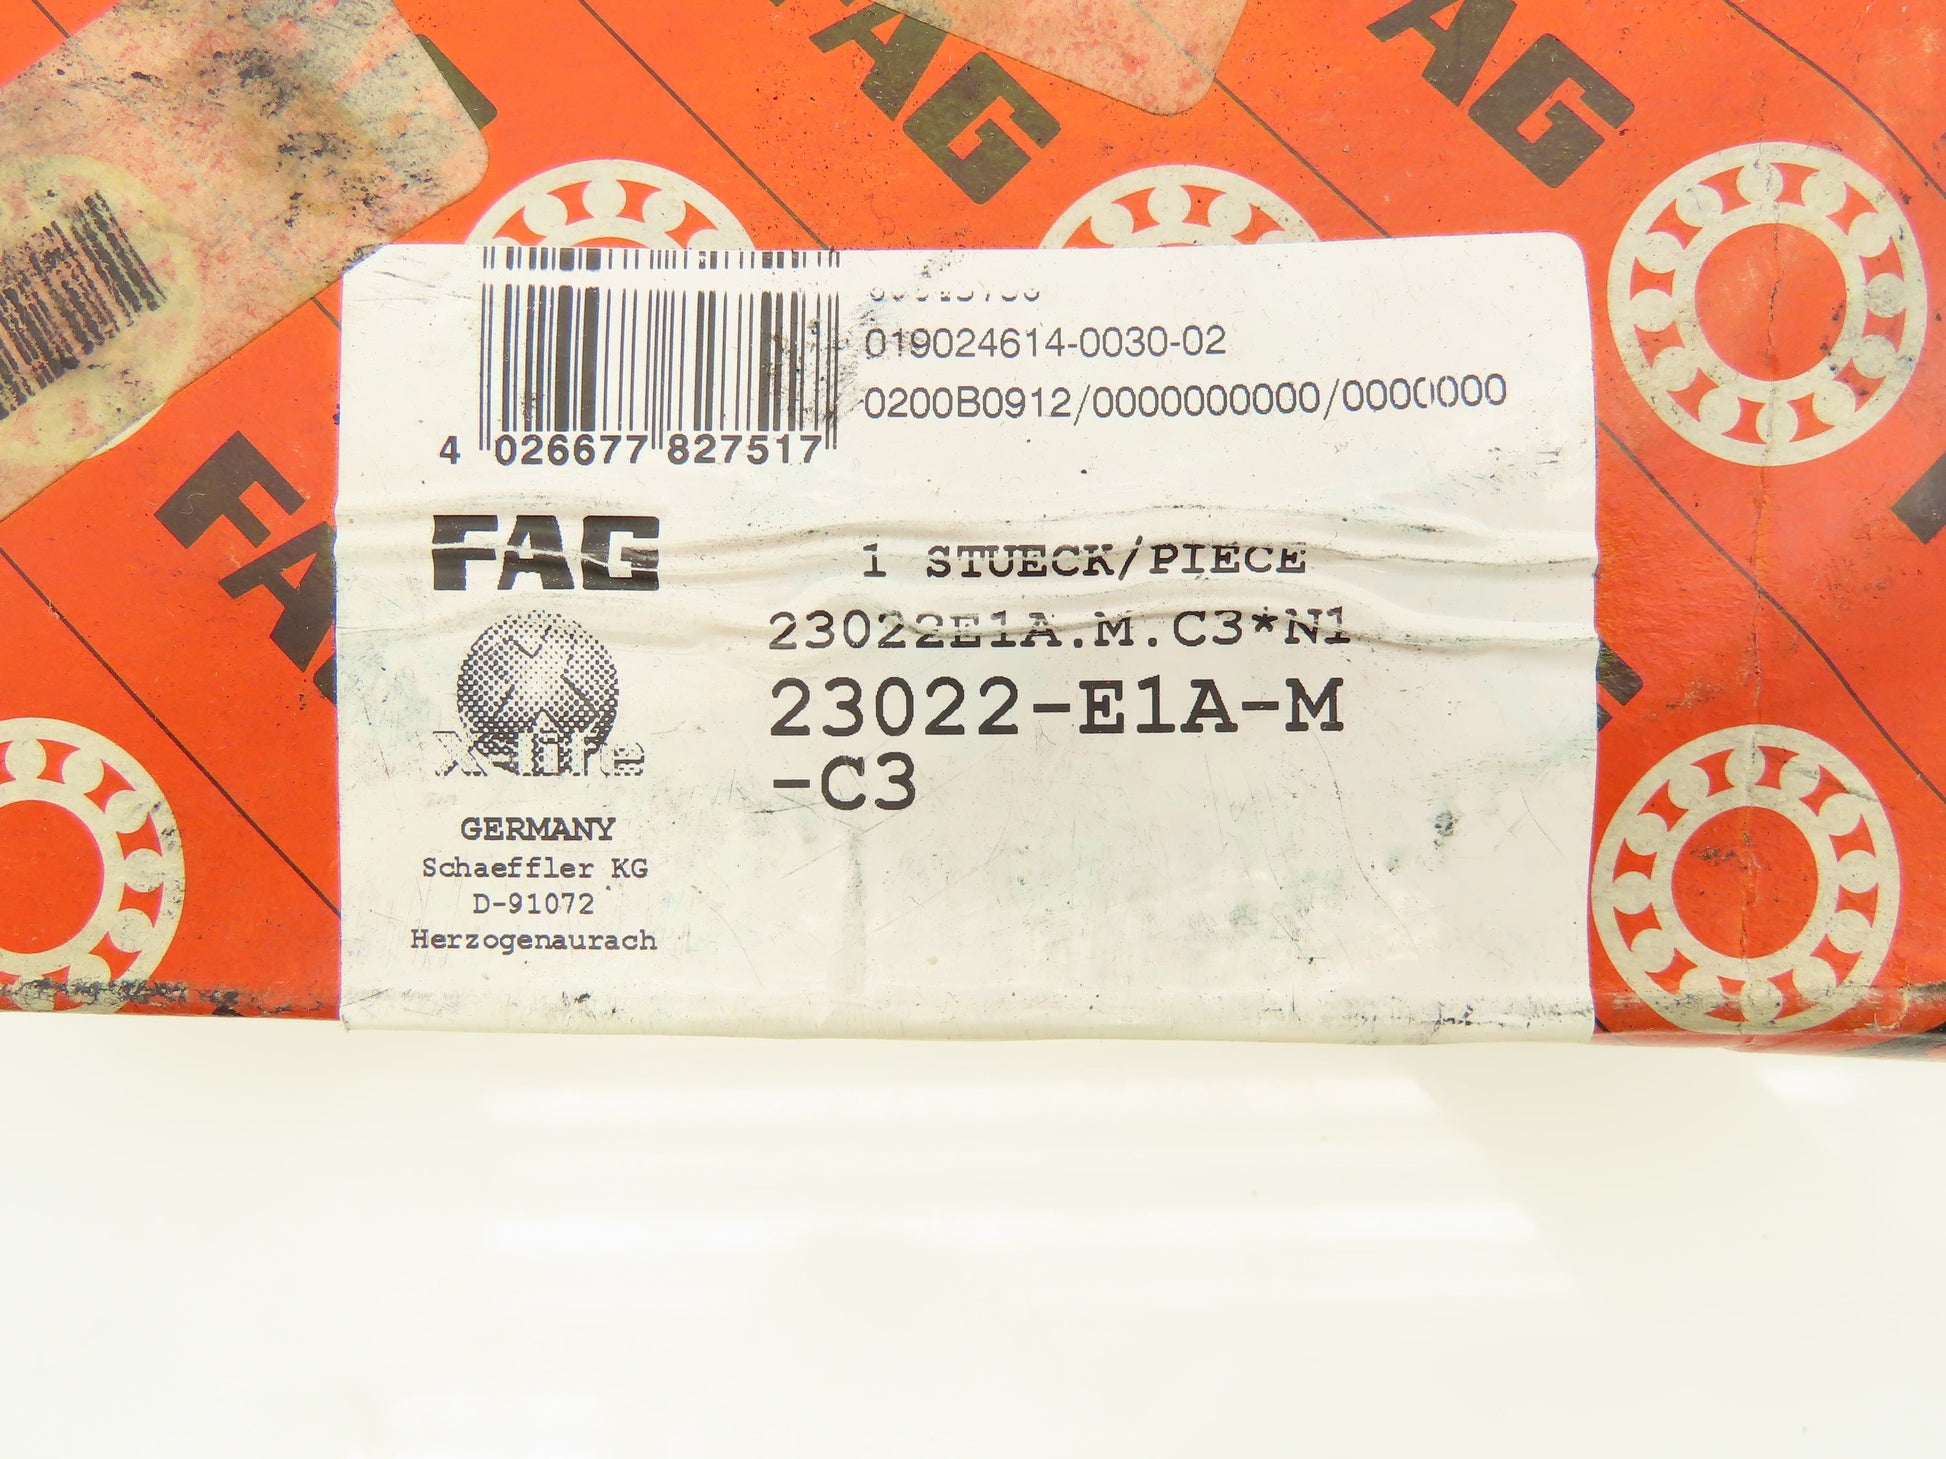 FAG
FAG
FAG
019024614-0030-02
0200B0912/0000000000/0000000
4 026677 827517
FAG
1 STUECK/PIECE
23022E1A.M.C3*N1
X-life
23022-E1A-M
-C3
GERMANY
Schaeffler KG
D-91072
Herzogenaurach